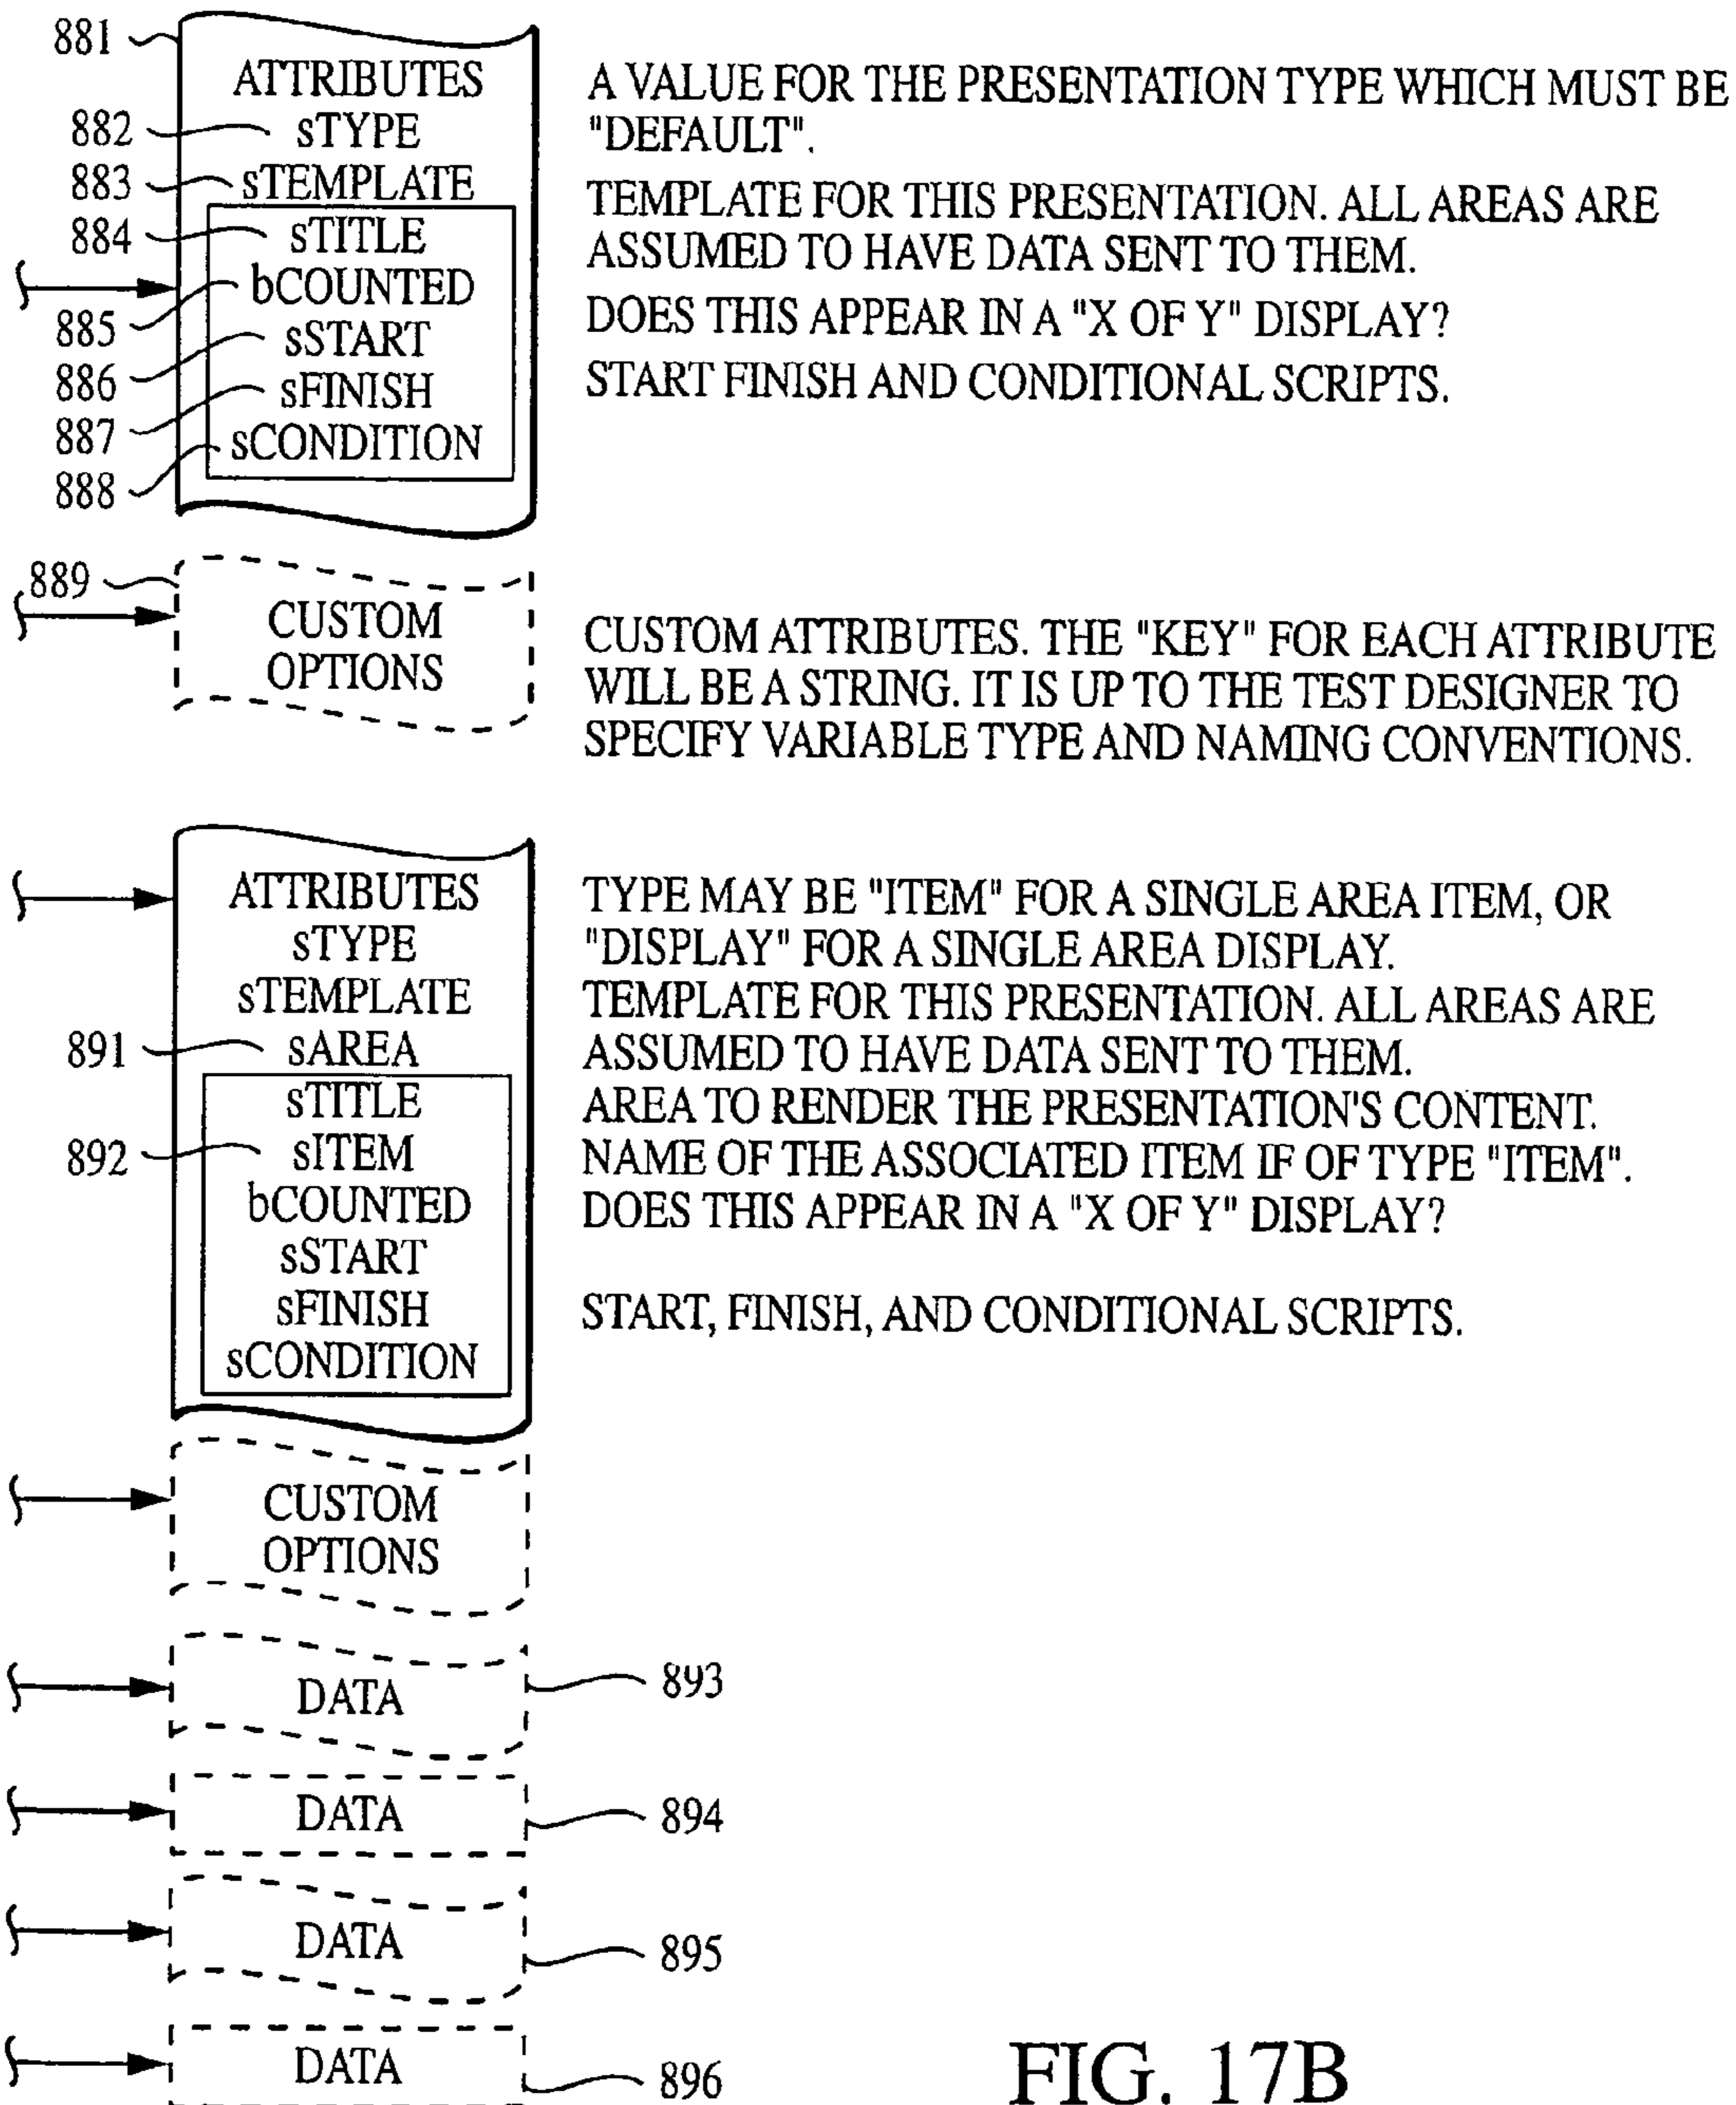 881
ATTRIBUTES
882 sTYPE
883 sTEMPLATE
884 sTITLE
bCOUNTED
885
sSTART
886
sFINISH
887
sCONDITION
888
A VALUE FOR THE PRESENTATION TYPE WHICH MUST BE
"DEFAULT".
TEMPLATE FOR THIS PRESENTATION. ALL AREAS ARE
ASSUMED TO HAVE DATA SENT TO THEM.
DOES THIS APPEAR IN A "X OF Y" DISPLAY?
START FINISH AND CONDITIONAL SCRIPTS.
889
CUSTOM
OPTIONS
CUSTOM ATTRIBUTES. THE "KEY" FOR EACH ATTRIBUTE
WILL BE A STRING. IT IS UP TO THE TEST DESIGNER TO
SPECIFY VARIABLE TYPE AND NAMING CONVENTIONS.
ATTRIBUTES
sTYPE
sTEMPLATE
891 sAREA
sTITLE
892 sITEM
bCOUNTED
sSTART
sFINISH
sCONDITION
TYPE MAY BE "ITEM" FOR A SINGLE AREA ITEM, OR
"DISPLAY" FOR A SINGLE AREA DISPLAY.
TEMPLATE FOR THIS PRESENTATION. ALL AREAS ARE
ASSUMED TO HAVE DATA SENT TO THEM.
AREA TO RENDER THE PRESENTATION'S CONTENT.
NAME OF THE ASSOCIATED ITEM IF OF TYPE "ITEM".
DOES THIS APPEAR IN A "X OF Y" DISPLAY?
START, FINISH, AND CONDITIONAL SCRIPTS.
CUSTOM
OPTIONS
DATA 893
DATA 894
DATA 895
DATA 896
FIG. 17B